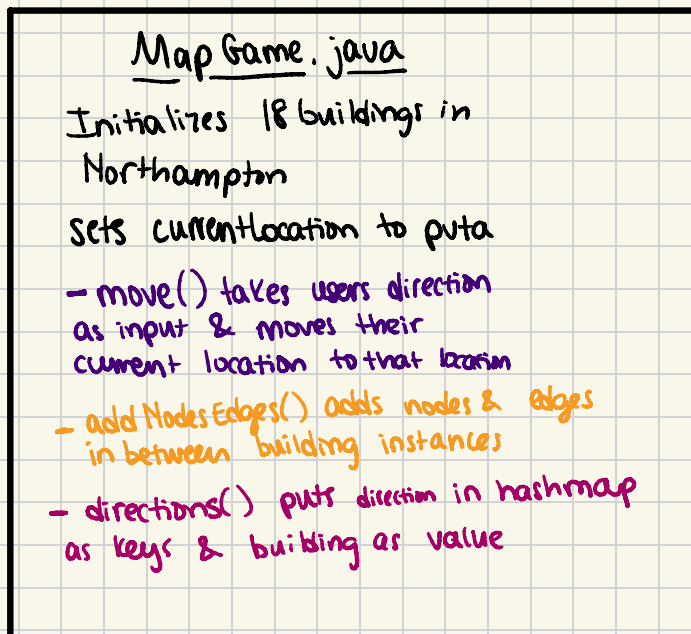 Map Game.java
Initializes 18 buildings in
Northampton
sets currentLocation to puta
- move() takes users direction
as input & moves their
current location to that location
- addNodesEdges() adds nodes & edges
in between building instances
- directions() puts direction in hashmap
as keys & building as value